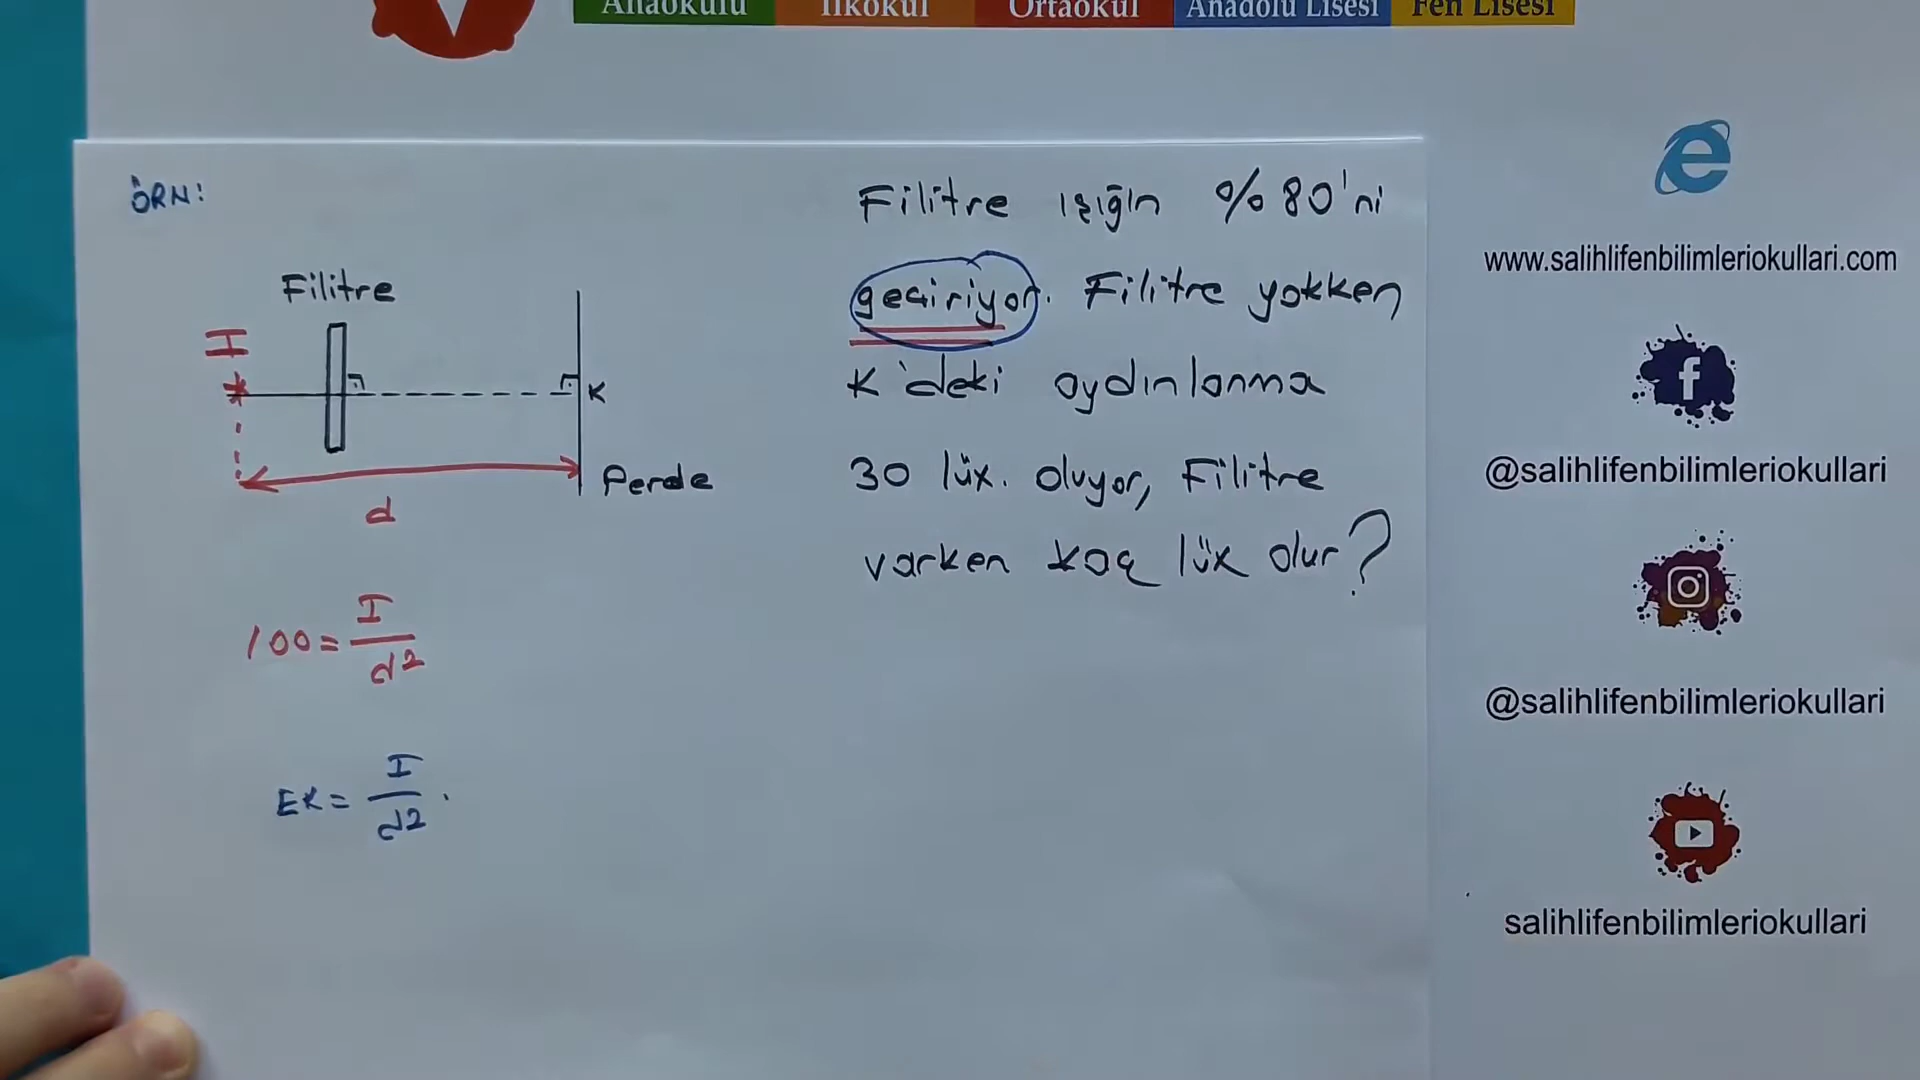 Anaokulu İlkokul Ortaokul Anadolu Lisesi Fen Lisesi
ÖRN:
Filitre
I
K
Perde
d
100 = I / d²
EK = I / d² .
Filitre ışığın %80'ni
geçiriyor. Filitre yokken
K'deki aydınlanma
30 lüx. oluyor, Filitre
varken kaç lüx olur?
www.salihlifenbilimleriokullari.com
@salihlifenbilimleriokullari
@salihlifenbilimleriokullari
salihlifenbilimleriokullari